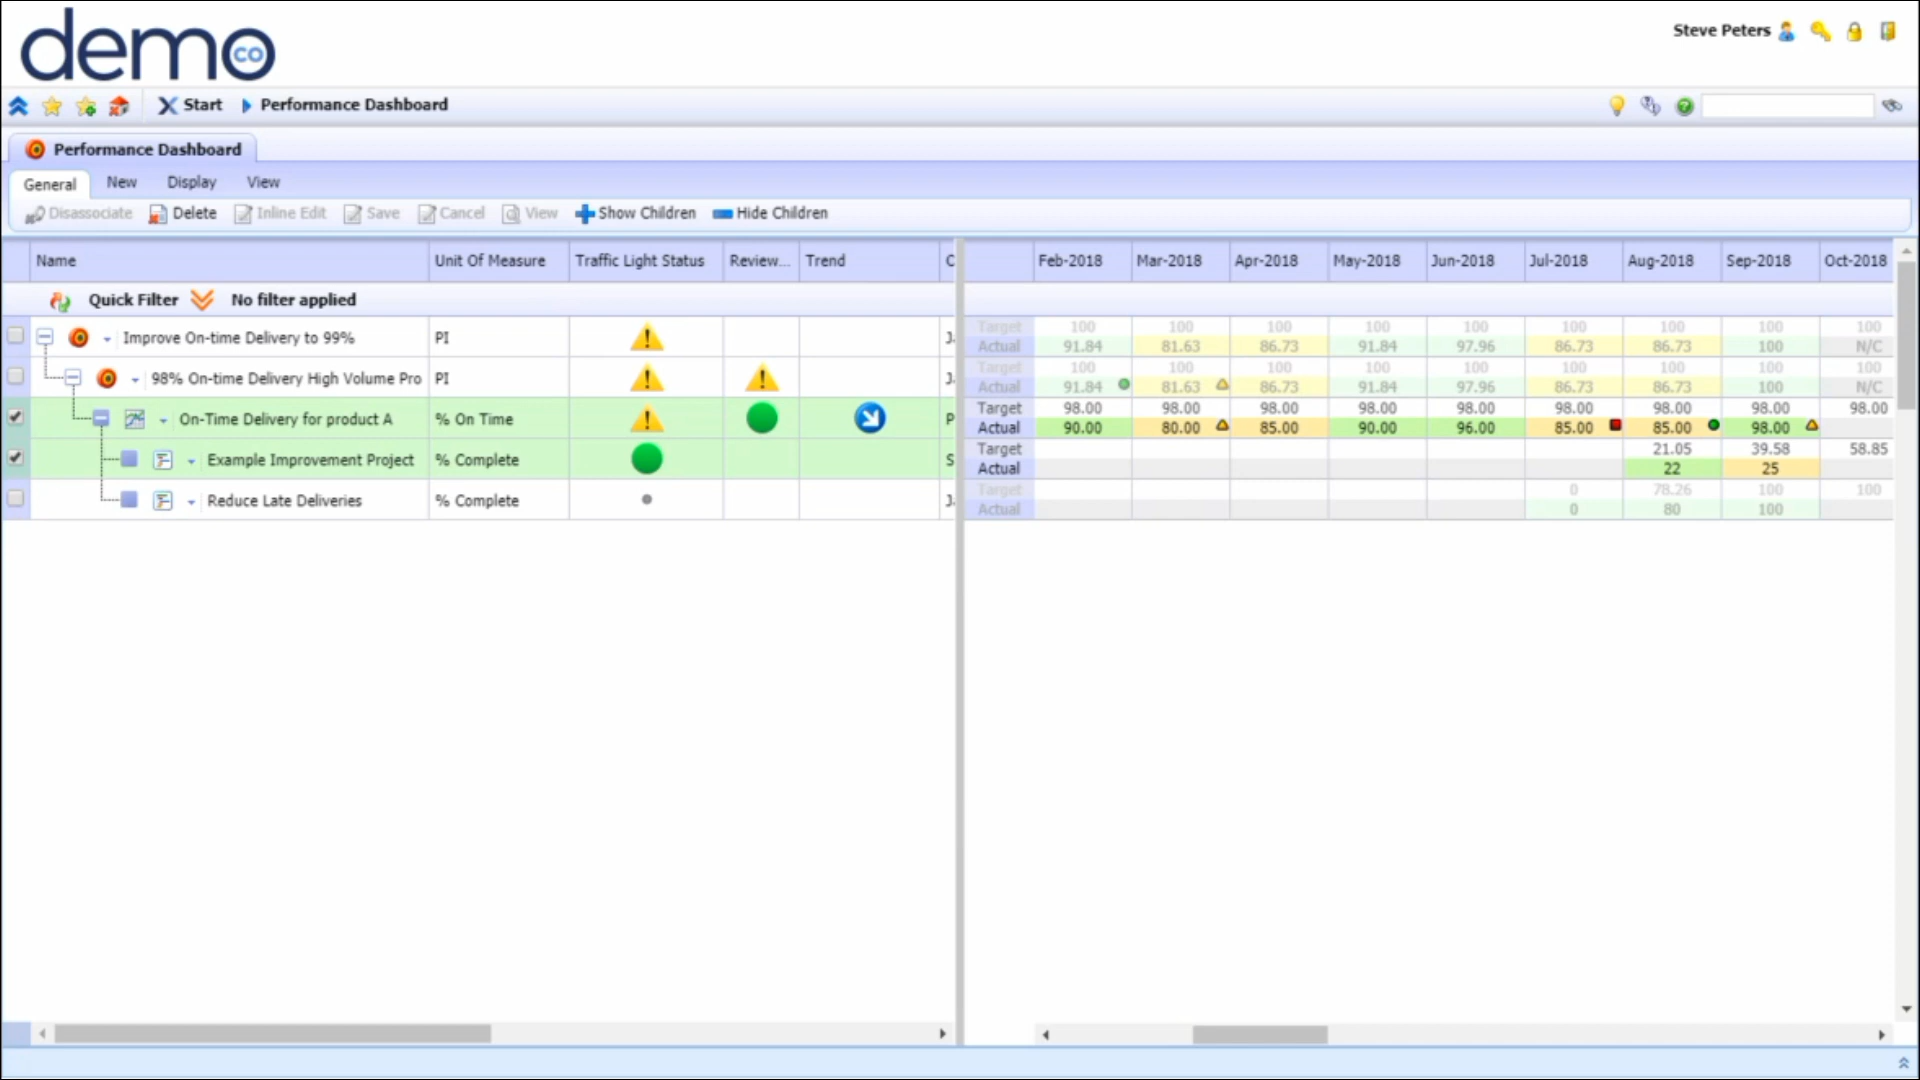 demo co
Steve Peters
Start Performance Dashboard
Performance Dashboard
General New Display View
Disassociate Delete Inline Edit Save Cancel View Show Children Hide Children
Name Unit Of Measure Traffic Light Status Review... Trend C Feb-2018 Mar-2018 Apr-2018 May-2018 Jun-2018 Jul-2018 Aug-2018 Sep-2018 Oct-2018
Quick Filter No filter applied
Target 100 100 100 100 100 100 100 100 100
Improve On-time Delivery to 99% PI J.
Actual 91.84 81.63 86.73 91.84 97.96 86.73 86.73 100 N/C
Target 100 100 100 100 100 100 100 100 100
98% On-time Delivery High Volume Pro PI J.
Actual 91.84 81.63 86.73 91.84 97.96 86.73 86.73 100 N/C
Target 98.00 98.00 98.00 98.00 98.00 98.00 98.00 98.00 98.00
On-Time Delivery for product A % On Time P
Actual 90.00 80.00 85.00 90.00 96.00 85.00 85.00 98.00
Target 21.05 39.58 58.85
Example Improvement Project % Complete S
Actual 22 25
Target 0 78.26 100 100
Reduce Late Deliveries % Complete J.
Actual 0 80 100